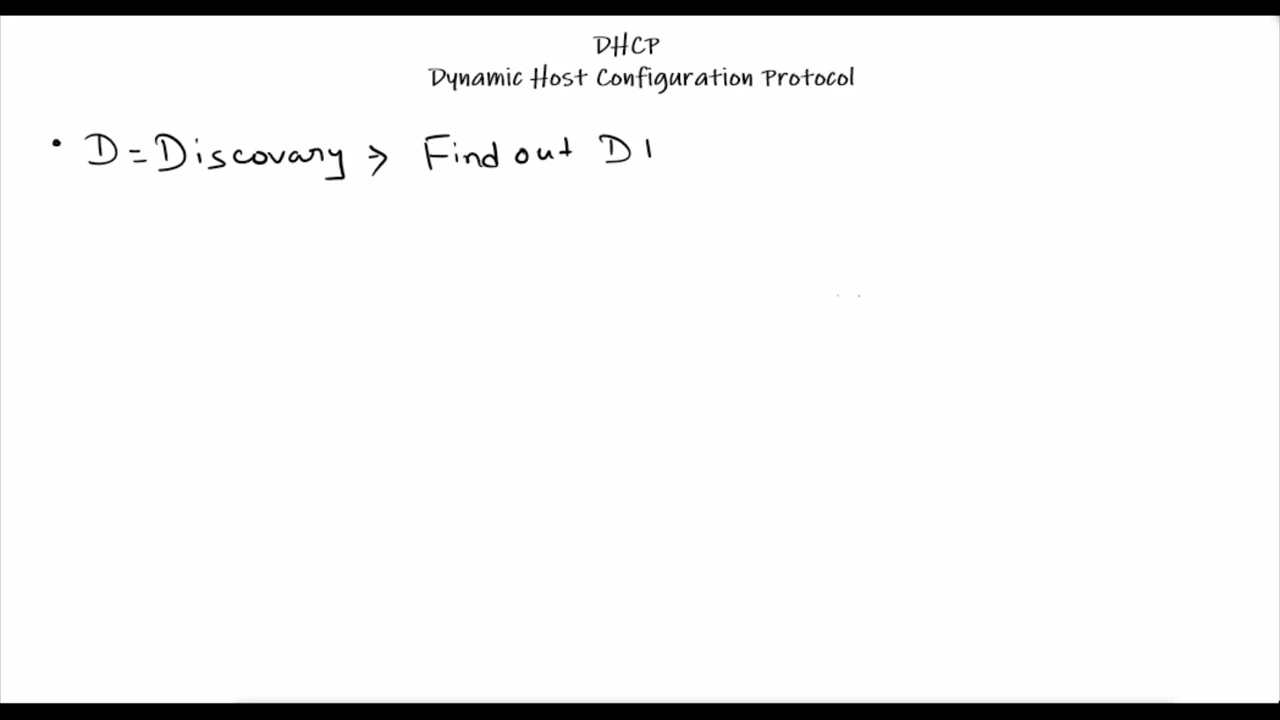 DHCP
Dynamic Host Configuration Protocol
• D = Discovary > Find out D